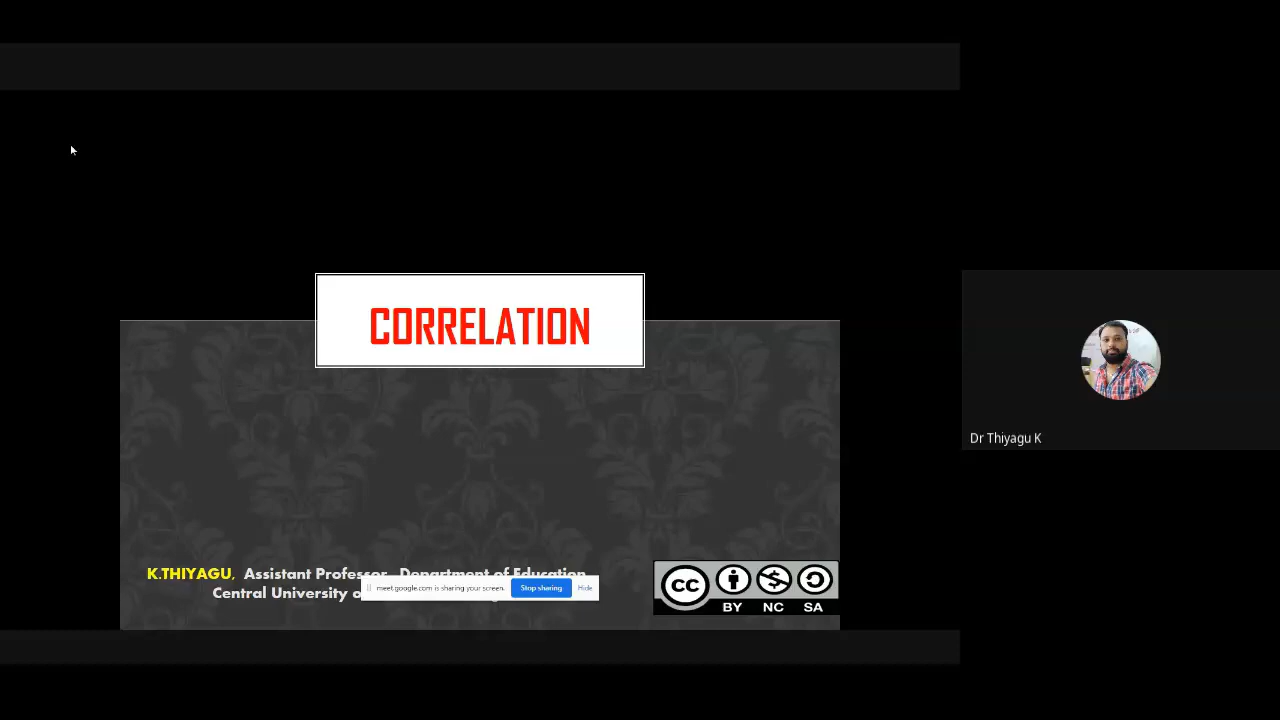 CORRELATION
Dr Thiyagu K
K.THIYAGU, Assistant Professor, Department of Education
Central University o
meet.google.com is sharing your screen. Stop sharing Hide
CC
BY NC SA